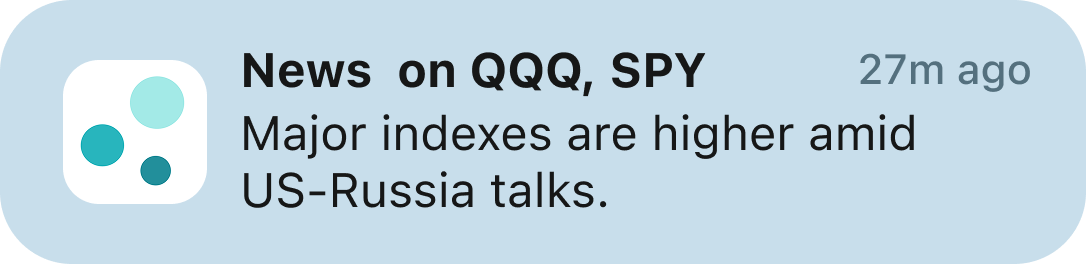 News  on QQQ, SPY
27m ago
Major indexes are higher amid
US-Russia talks.